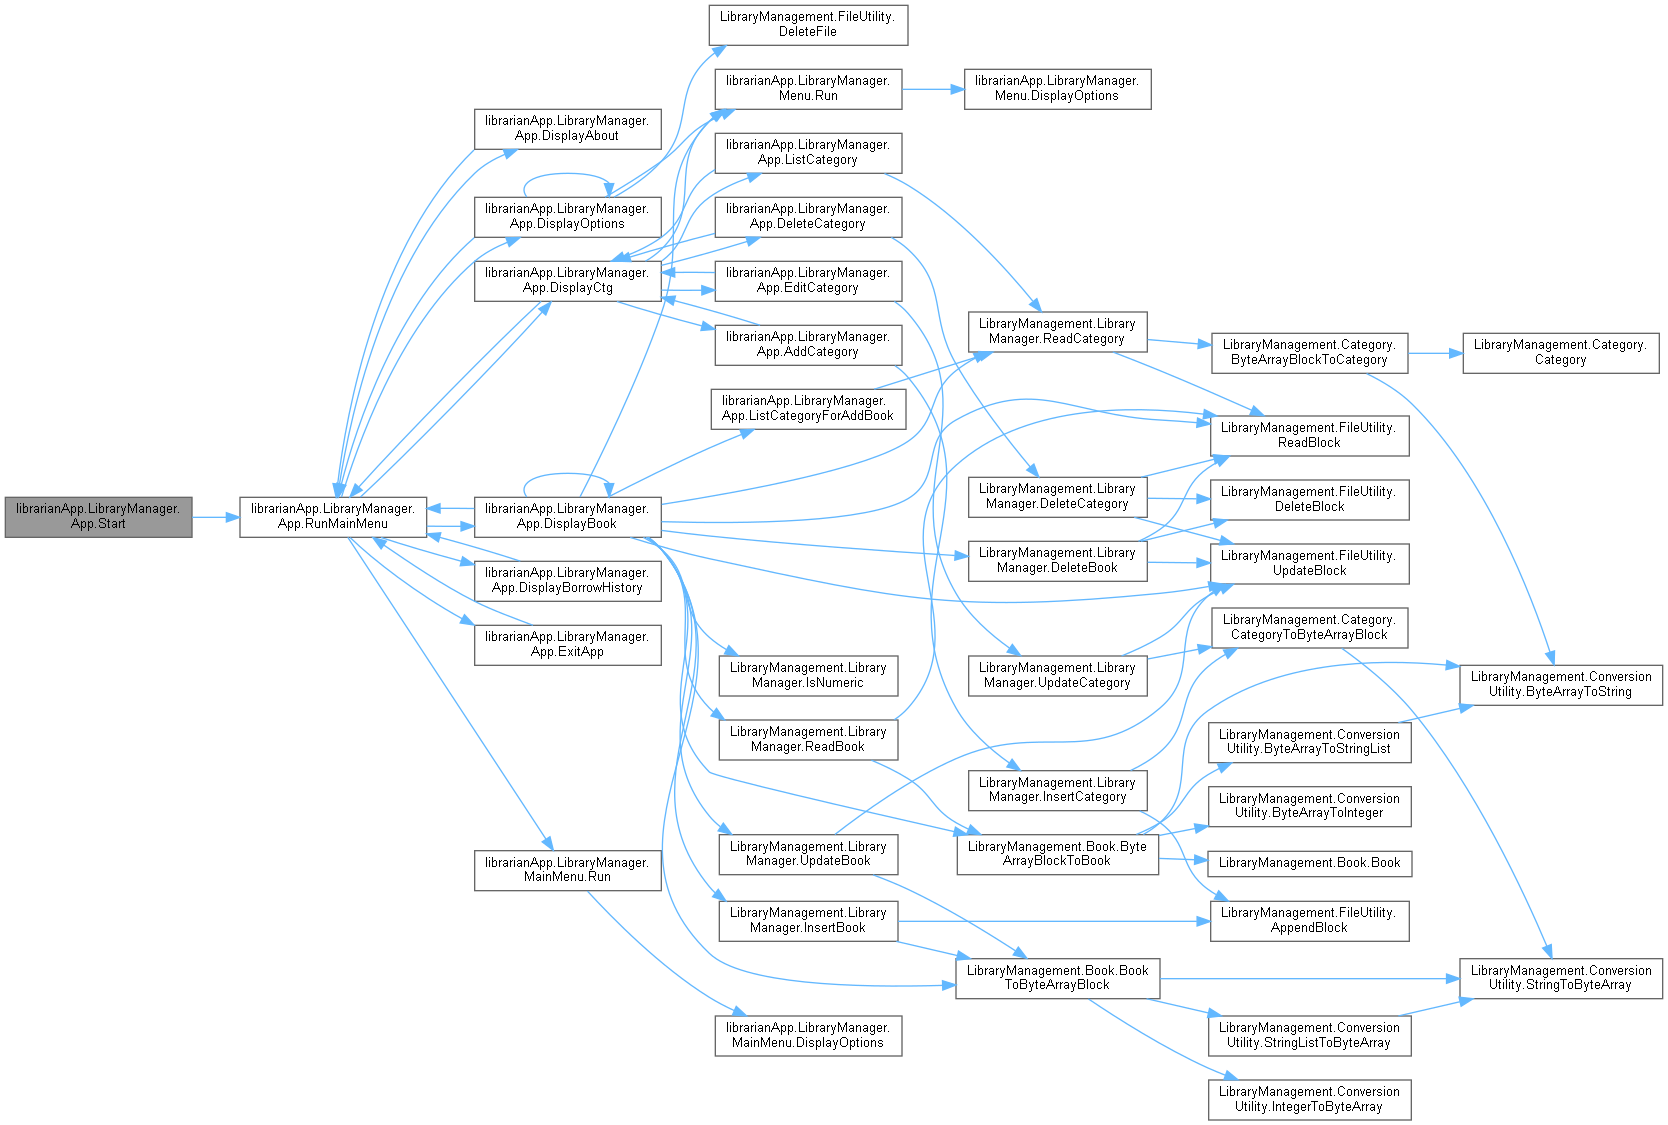 LibraryManagement.FileUtility.
DeleteFile
librarianApp.LibraryManager.
Menu.Run
librarianApp.LibraryManager.
Menu.DisplayOptions
librarianApp.LibraryManager.
App.DisplayAbout
librarianApp.LibraryManager.
App.ListCategory
librarianApp.LibraryManager.
App.DisplayOptions
librarianApp.LibraryManager.
App.DeleteCategory
librarianApp.LibraryManager.
App.DisplayCtg
librarianApp.LibraryManager.
App.EditCategory
librarianApp.LibraryManager.
App.AddCategory
LibraryManagement.Library
Manager.ReadCategory
LibraryManagement.Category.
ByteArrayBlockToCategory
LibraryManagement.Category.
Category
librarianApp.LibraryManager.
App.ListCategoryForAddBook
LibraryManagement.FileUtility.
ReadBlock
librarianApp.LibraryManager.
App.Start
librarianApp.LibraryManager.
App.RunMainMenu
librarianApp.LibraryManager.
App.DisplayBook
LibraryManagement.Library
Manager.DeleteCategory
LibraryManagement.FileUtility.
DeleteBlock
LibraryManagement.Library
Manager.DeleteBook
LibraryManagement.FileUtility.
UpdateBlock
librarianApp.LibraryManager.
App.DisplayBorrowHistory
librarianApp.LibraryManager.
App.ExitApp
LibraryManagement.Category.
CategoryToByteArrayBlock
LibraryManagement.Library
Manager.IsNumeric
LibraryManagement.Library
Manager.UpdateCategory
LibraryManagement.Conversion
Utility.ByteArrayToString
LibraryManagement.Library
Manager.ReadBook
LibraryManagement.Conversion
Utility.ByteArrayToStringList
LibraryManagement.Library
Manager.InsertCategory
LibraryManagement.Conversion
Utility.ByteArrayToInteger
librarianApp.LibraryManager.
MainMenu.Run
LibraryManagement.Library
Manager.UpdateBook
LibraryManagement.Book.Byte
ArrayBlockToBook
LibraryManagement.Book.Book
LibraryManagement.Library
Manager.InsertBook
LibraryManagement.FileUtility.
AppendBlock
LibraryManagement.Book.Book
ToByteArrayBlock
LibraryManagement.Conversion
Utility.StringToByteArray
librarianApp.LibraryManager.
MainMenu.DisplayOptions
LibraryManagement.Conversion
Utility.StringListToByteArray
LibraryManagement.Conversion
Utility.IntegerToByteArray